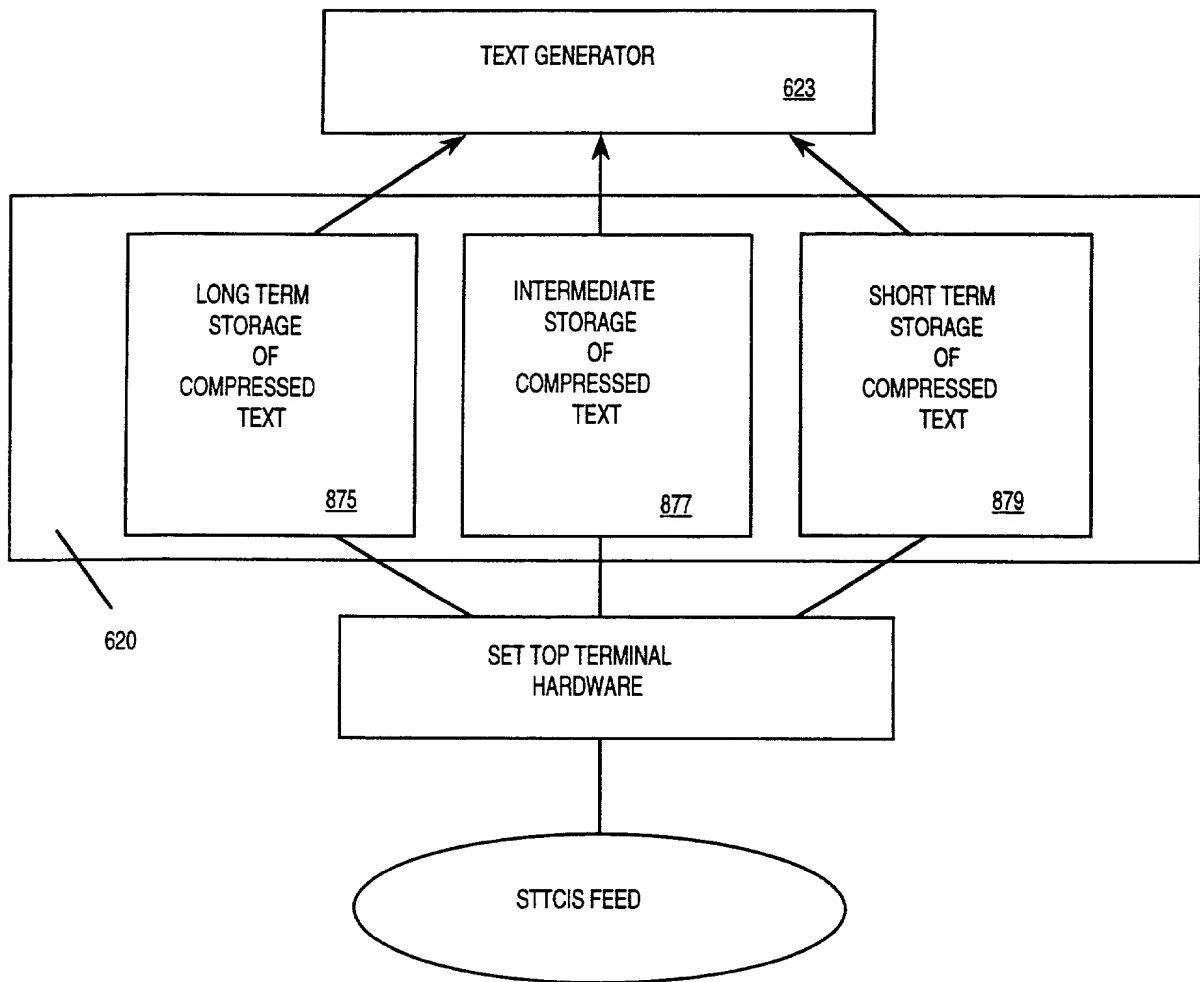 TEXT GENERATOR
623
LONG TERM
STORAGE
OF
COMPRESSED
TEXT
875
INTERMEDIATE
STORAGE
OF
COMPRESSED
TEXT
877
SHORT TERM
STORAGE
OF
COMPRESSED
TEXT
879
620
SET TOP TERMINAL
HARDWARE
STTCIS FEED